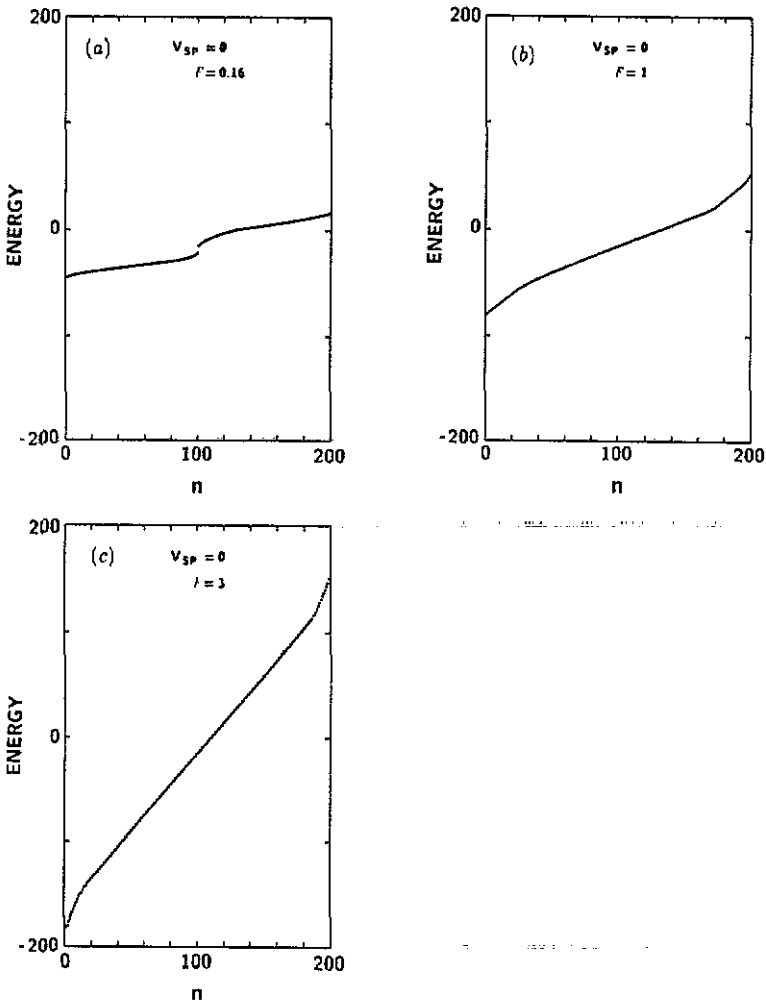 200
(a)
V_SP = 0
F = 0.16
ENERGY
0
-200
0
100
200
n
200
(b)
V_SP = 0
F = 1
ENERGY
0
-200
0
100
200
n
200
(c)
V_SP = 0
F = 3
ENERGY
0
-200
0
100
200
n